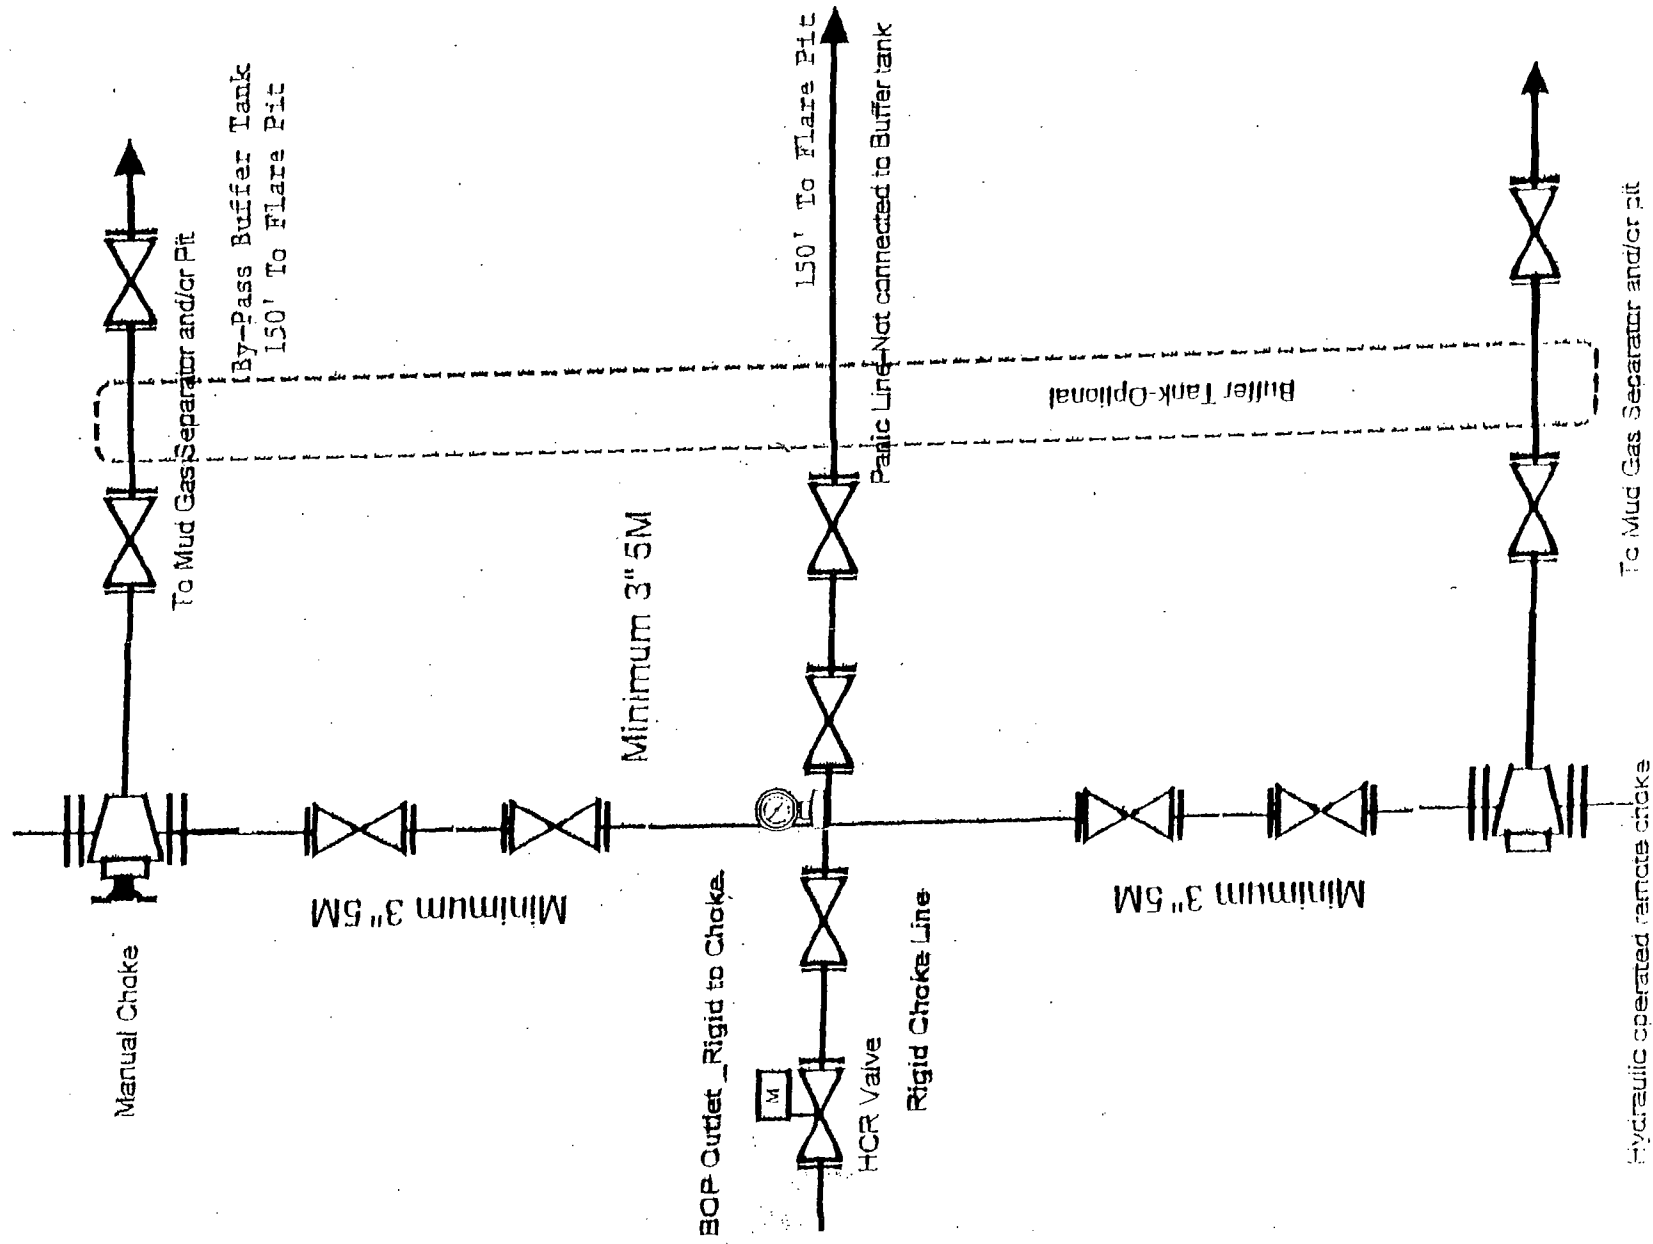 By-Pass Buffer Tank
150' To Flare Pit
To Mud Gas Separator and/or Pit
150' To Flare Pit
Panic Line-Not connected to Buffer tank
Buffer Tank-Optional
To Mud Gas Separator and/or pit
Minimum 3" 5M
Minimum 3" 5M
Minimum 3" 5M
Manual Choke
BOP Outlet_Rigid to Choke
M
HCR Valve
Rigid Choke Line
Hydraulic operated remote choke